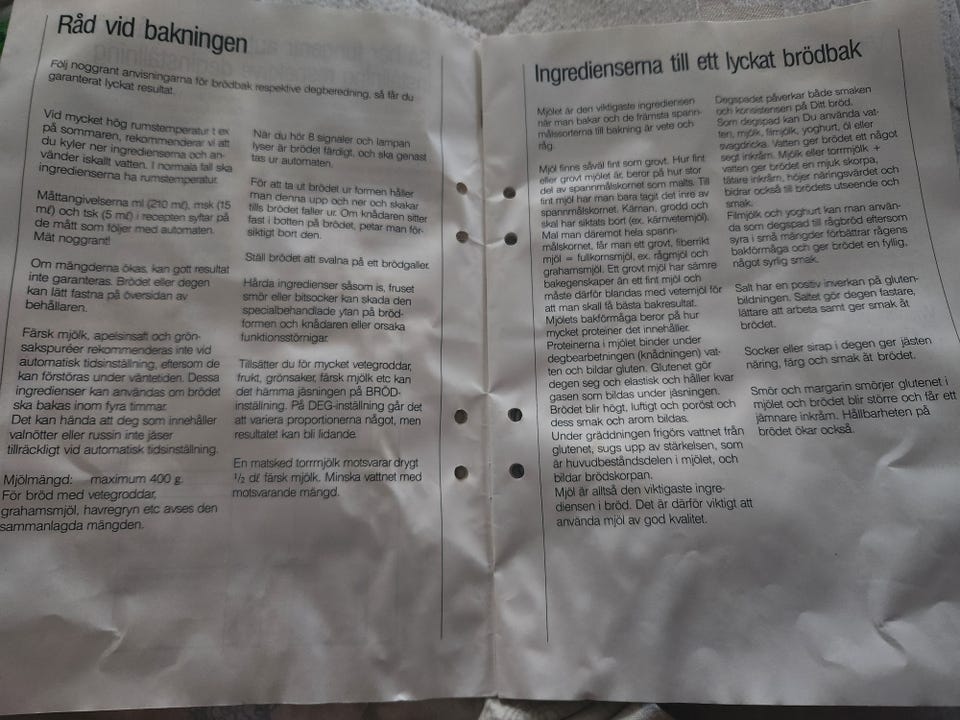 Råd vid bakningen
Följ noggrant anvisningarna för brödbak respektive degberedning, så får du
garanterat lyckat resultat.
Vid mycket hög rumstemperatur t ex
på sommaren, rekommenderar vi att
du kyler ner ingredienserna och an-
vänder iskallt vatten. I normala fall ska
ingredienserna ha rumstemperatur.
Måttangivelserna ml (210 ml), msk (15
ml) och tsk (5 ml) i recepten syftar på
de mått som följer med automaten.
Mät noggrant!
Om mängderna ökas, kan gott resultat
inte garanteras. Brödet eller degen
kan lätt fastna på översidan av
behållaren.
Färsk mjölk, apelsinsaft och grön-
sakspuréer rekommenderas inte vid
automatisk tidsinställning, eftersom de
kan förstöras under väntetiden. Dessa
ingredienser kan användas om brödet
ska bakas inom fyra timmar.
Det kan hända att deg som innehåller
valnötter eller russin inte jäser
tillräckligt vid automatisk tidsinställning.
Mjölmängd: maximum 400 g.
För bröd med vetegroddar,
grahamsmjöl, havregryn etc avses den
sammanlagda mängden.
När du hör 8 signaler och lampan
lyser är brödet färdigt, och ska genast
tas ur automaten.
För att ta ut brödet ur formen håller
man denna upp och ner och skakar
tills brödet faller ur. Om knådaren sitter
fast i botten på brödet, petar man för-
siktigt bort den.
Ställ brödet att svalna på ett brödgaller.
Hårda ingredienser såsom is, fruset
smör eller bitsocker kan skada den
specialbehandlade ytan på bröd-
formen och knådaren eller orsaka
funktionsstörnigar.
Tillsätter du för mycket vetegroddar,
frukt, grönsaker, färsk mjölk etc kan
det hämma jäsningen på BRÖD-
inställning. På DEG-inställning går det
att variera proportionerna något, men
resultatet kan bli lidande.
En matsked torrmjölk motsvarar drygt
½ dl färsk mjölk. Minska vattnet med
motsvarande mängd.
Ingredienserna till ett lyckat brödbak
Mjölet är den viktigaste ingrediensen
när man bakar och de främsta spann-
målssorterna till bakning är vete och
råg.
Mjöl finns såväl fint som grovt. Hur fint
eller grovt mjölet är, beror på hur stor
del av spannmålskornet som malts. Till
fint mjöl har man bara tagit det inre av
spannmålskornet. Kärnan, grodd och
skal har siktats bort (ex. kärnvetemjöl).
Mal man däremot hela spann-
målskornet, får man ett grovt, fiberrikt
mjöl = fullkornsmjöl, ex. rågmjöl och
grahamsmjöl. Ett grovt mjöl har sämre
bakegenskaper än ett fint mjöl och
måste därför blandas med vetemjöl för
att man skall få bästa bakresultat.
Mjölets bakförmåga beror på hur
mycket proteiner det innehåller.
Proteinerna i mjölet binder under
degbearbetningen (knådningen) vat-
ten och bildar gluten. Glutenet gör
degen seg och elastisk och håller kvar
gasen som bildas under jäsningen.
Brödet blir högt, luftigt och poröst och
dess smak och arom bildas.
Under gräddningen frigörs vattnet från
glutenet, sugs upp av stärkelsen, som
är huvudbeståndsdelen i mjölet, och
bildar brödskorpan.
Mjöl är alltså den viktigaste ingre-
diensen i bröd. Det är därför viktigt att
använda mjöl av god kvalitet.
Degspadet påverkar både smaken
och konsistensen på Ditt bröd.
Som degspad kan Du använda vat-
ten, mjölk, filmjölk, yoghurt, öl eller
svagdricka. Vatten ger brödet ett något
segt inkråm. Mjölk eller torrmjölk +
vatten ger brödet en mjuk skorpa,
tätare inkråm, höjer näringsvärdet och
bidrar också till brödets utseende och
smak.
Filmjölk och yoghurt kan man använ-
da som degspad till rågbröd eftersom
syra i små mängder förbättrar rågens
bakförmåga och ger brödet en fyllig,
något syrlig smak.
Salt har en positiv inverkan på gluten-
bildningen. Saltet gör degen fastare,
lättare att arbeta samt ger smak åt
brödet.
Socker eller sirap i degen ger jästen
näring, färg och smak åt brödet.
Smör och margarin smörjer glutenet i
mjölet och brödet blir större och får ett
jämnare inkråm. Hållbarheten på
brödet ökar också.